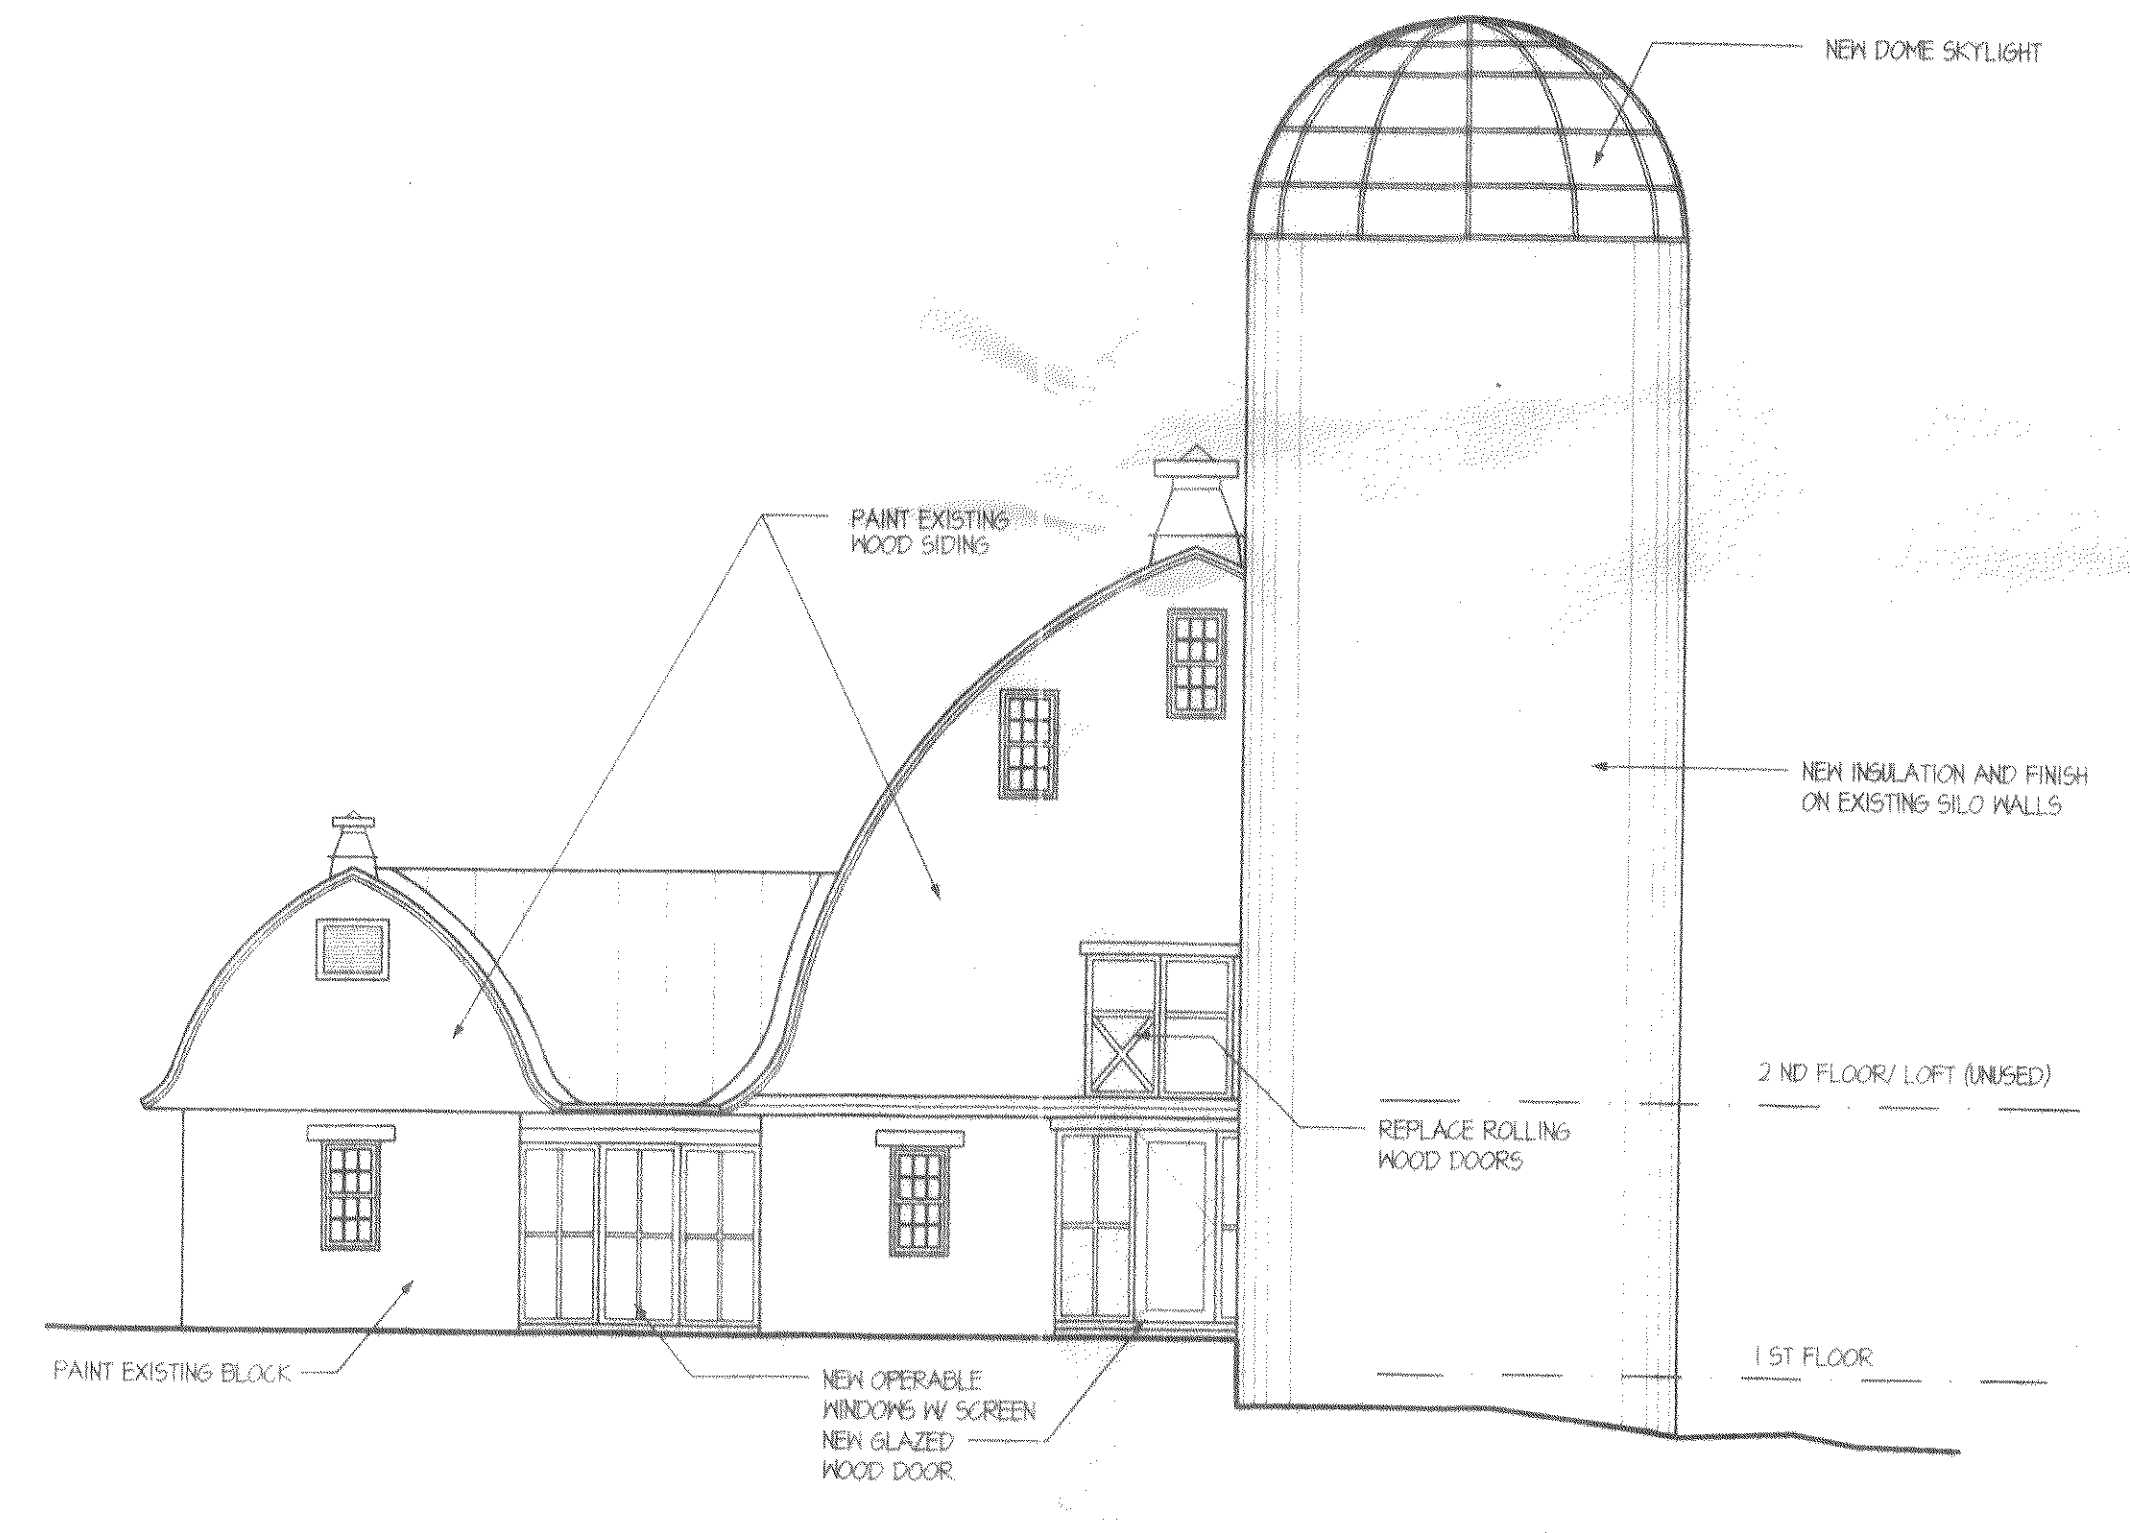 NEW DOME SKYLIGHT
PAINT EXISTING
WOOD SIDING
NEW INSULATION AND FINISH
ON EXISTING SILO WALLS
2 ND FLOOR/ LOFT (UNUSED)
REPLACE ROLLING
WOOD DOORS
1 ST FLOOR
PAINT EXISTING BLOCK
NEW OPERABLE
WINDOWS W/ SCREEN
NEW GLAZED
WOOD DOOR